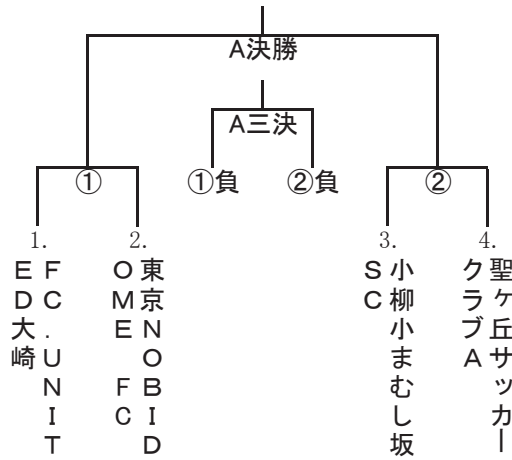 A決勝
A三決
①
①負
②負
②
1.
2.
3.
4.
FC.UNIT
ED大崎
東京NOBID
OME FC
小柳小まむし坂
SC
聖ヶ丘サッカー
クラブA